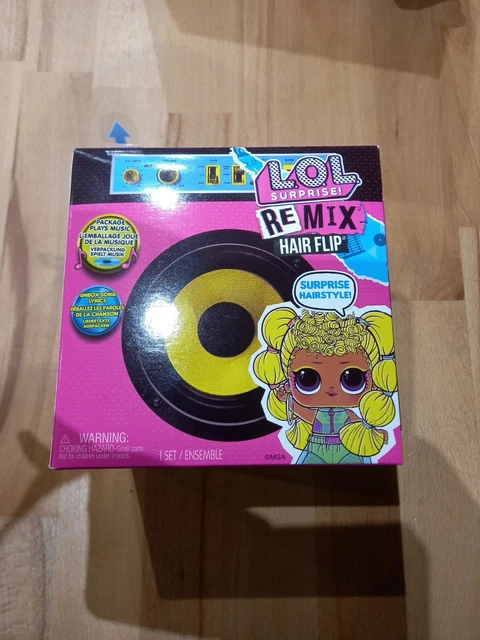 L.O.L.
SURPRISE!
REMIX
HAIR FLIP
PACKAGE
PLAYS MUSIC
L'EMBALLAGE JOUE
DE LA MUSIQUE
VERPACKUNG
SPIELT MUSIK
UNBOX SONG
LYRICS
DÉBALLEZ LES PAROLES
DE LA CHANSON
LIEDERTEXTE
AUSPACKEN
SURPRISE
HAIRSTYLE!
WARNING:
CHOKING HAZARD-Small parts
Not for children under 3 years.
1 SET / ENSEMBLE
©MGA